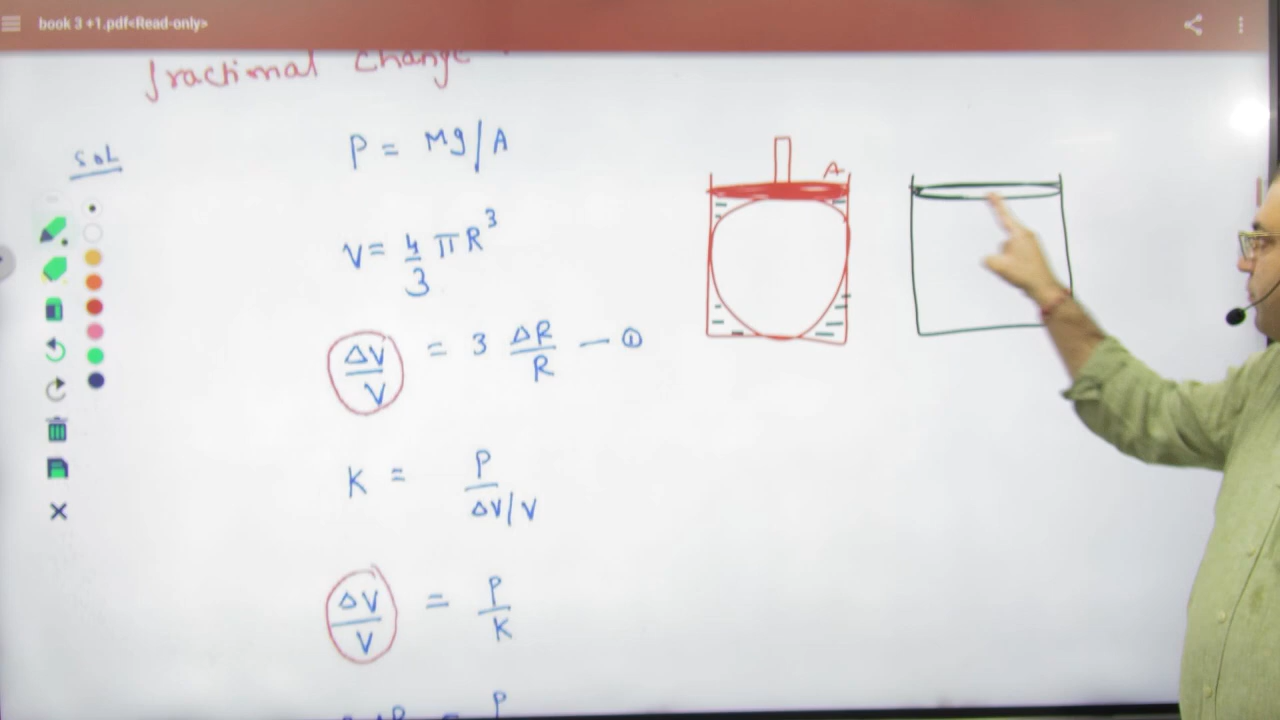 book 3 +1.pdf<Read-only>
fractional change
Sol
P = Mg/A
A
V = 4/3 πR³
ΔV/V = 3 ΔR/R — ①
K = P/ΔV/V
ΔV/V = P/K